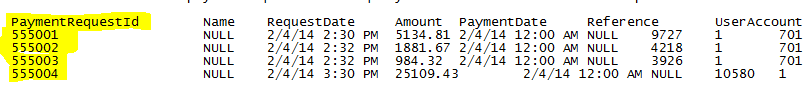 PaymentRequestId Name RequestDate Amount PaymentDate Reference UserAccount
555001 NULL 2/4/14 2:30 PM 5134.81 2/4/14 12:00 AM NULL 9727 1 701
555002 NULL 2/4/14 2:32 PM 1881.67 2/4/14 12:00 AM NULL 4218 1 701
555003 NULL 2/4/14 2:32 PM 984.32 2/4/14 12:00 AM NULL 3926 1 701
555004 NULL 2/4/14 3:30 PM 25109.43 2/4/14 12:00 AM NULL 10580 1